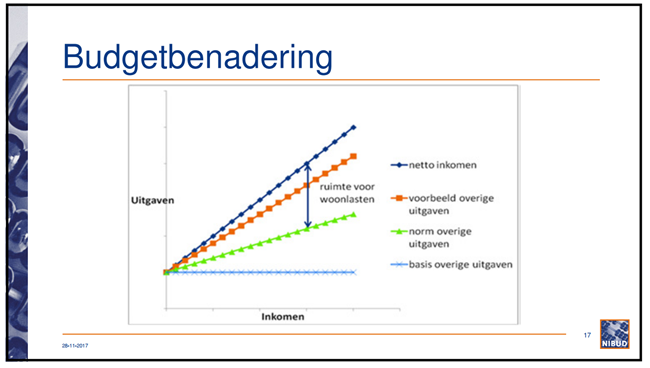 Budgetbenadering
Uitgaven
ruimte voor
woonlasten
netto inkomen
voorbeeld overige
uitgaven
norm overige
uitgaven
basis overige uitgaven
Inkomen
17
28-11-2017
NIBUD